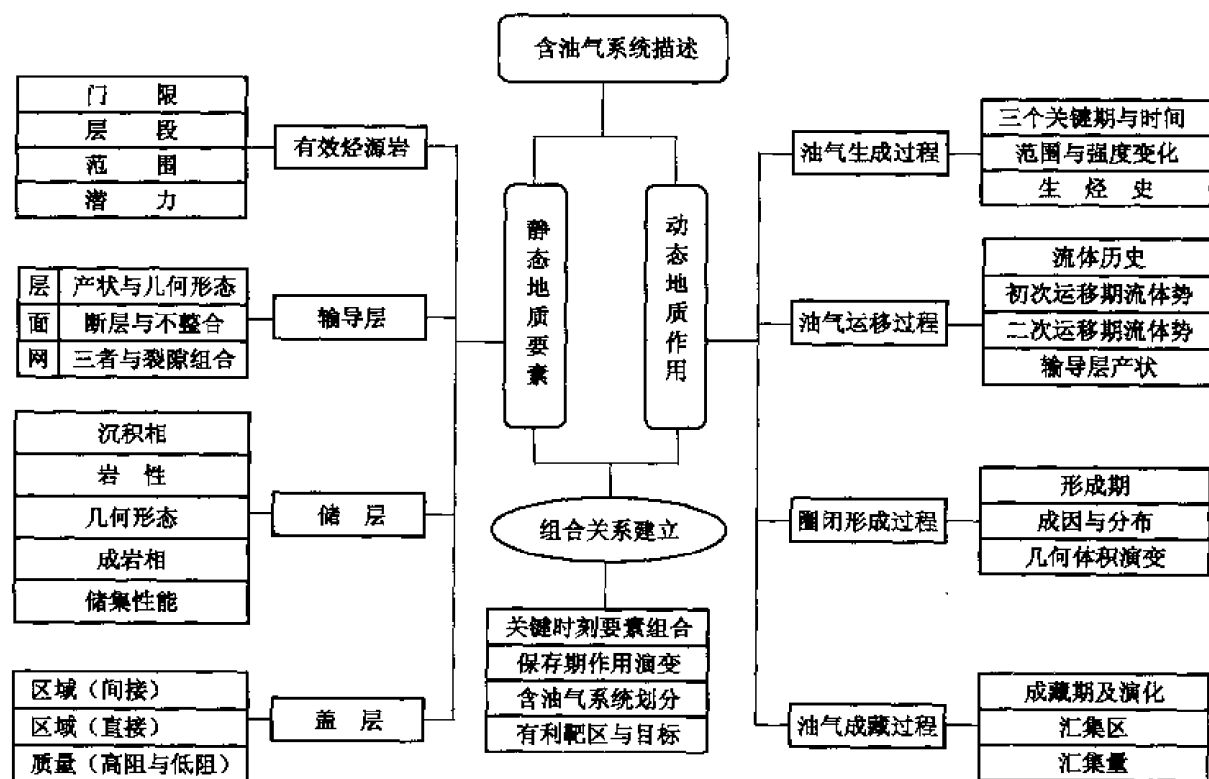 含油气系统描述
门 限
层 段
范 围
潜 力
有效烃源岩
层 产状与几何形态
面 断层与不整合
网 三者与裂隙组合
输导层
沉积相
岩 性
几何形态
成岩相
储集性能
储 层
区域（间接）
区域（直接）
质量（高阻与低阻）
盖 层
静态地质要素
动态地质作用
组合关系建立
关键时刻要素组合
保存期作用演变
含油气系统划分
有利靶区与目标
油气生成过程
三个关键期与时间
范围与强度变化
生 烃 史
油气运移过程
流体历史
初次运移期流体势
二次运移期流体势
输导层产状
圈闭形成过程
形成期
成因与分布
几何体积演变
油气成藏过程
成藏期及演化
汇集区
汇集量